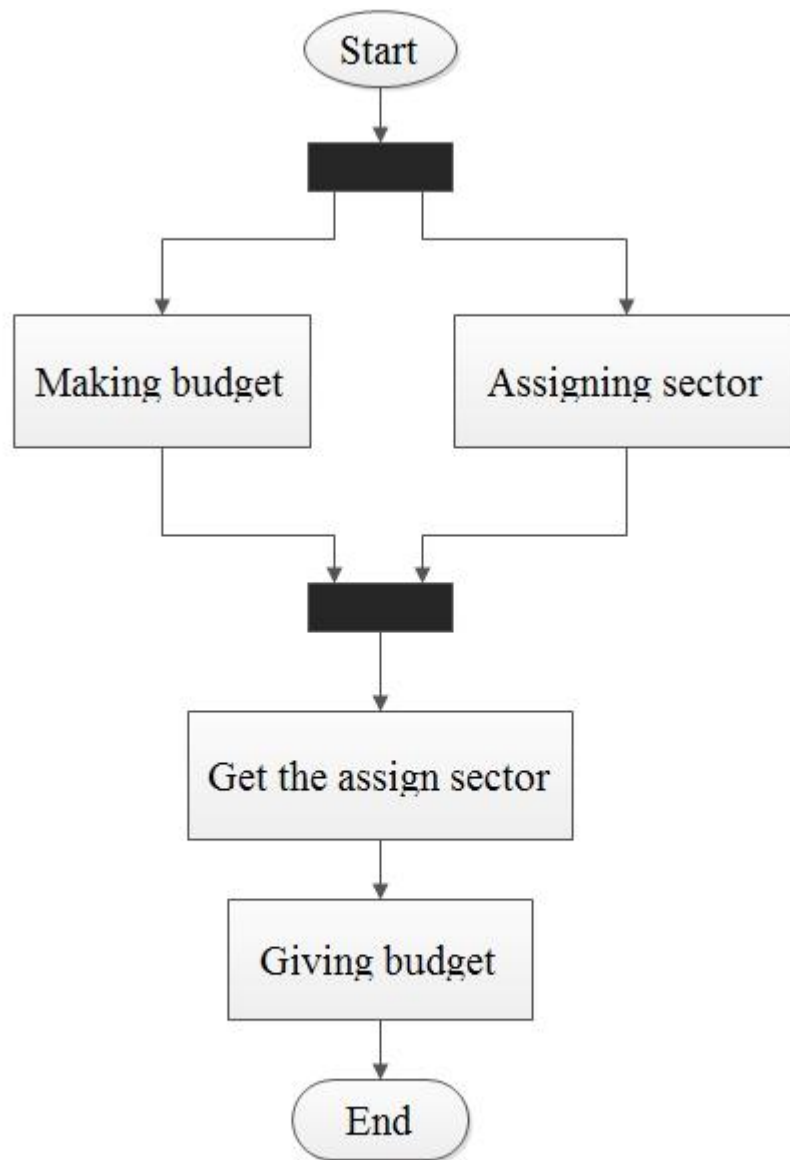 Start
Making budget
Assigning sector
Get the assign sector
Giving budget
End